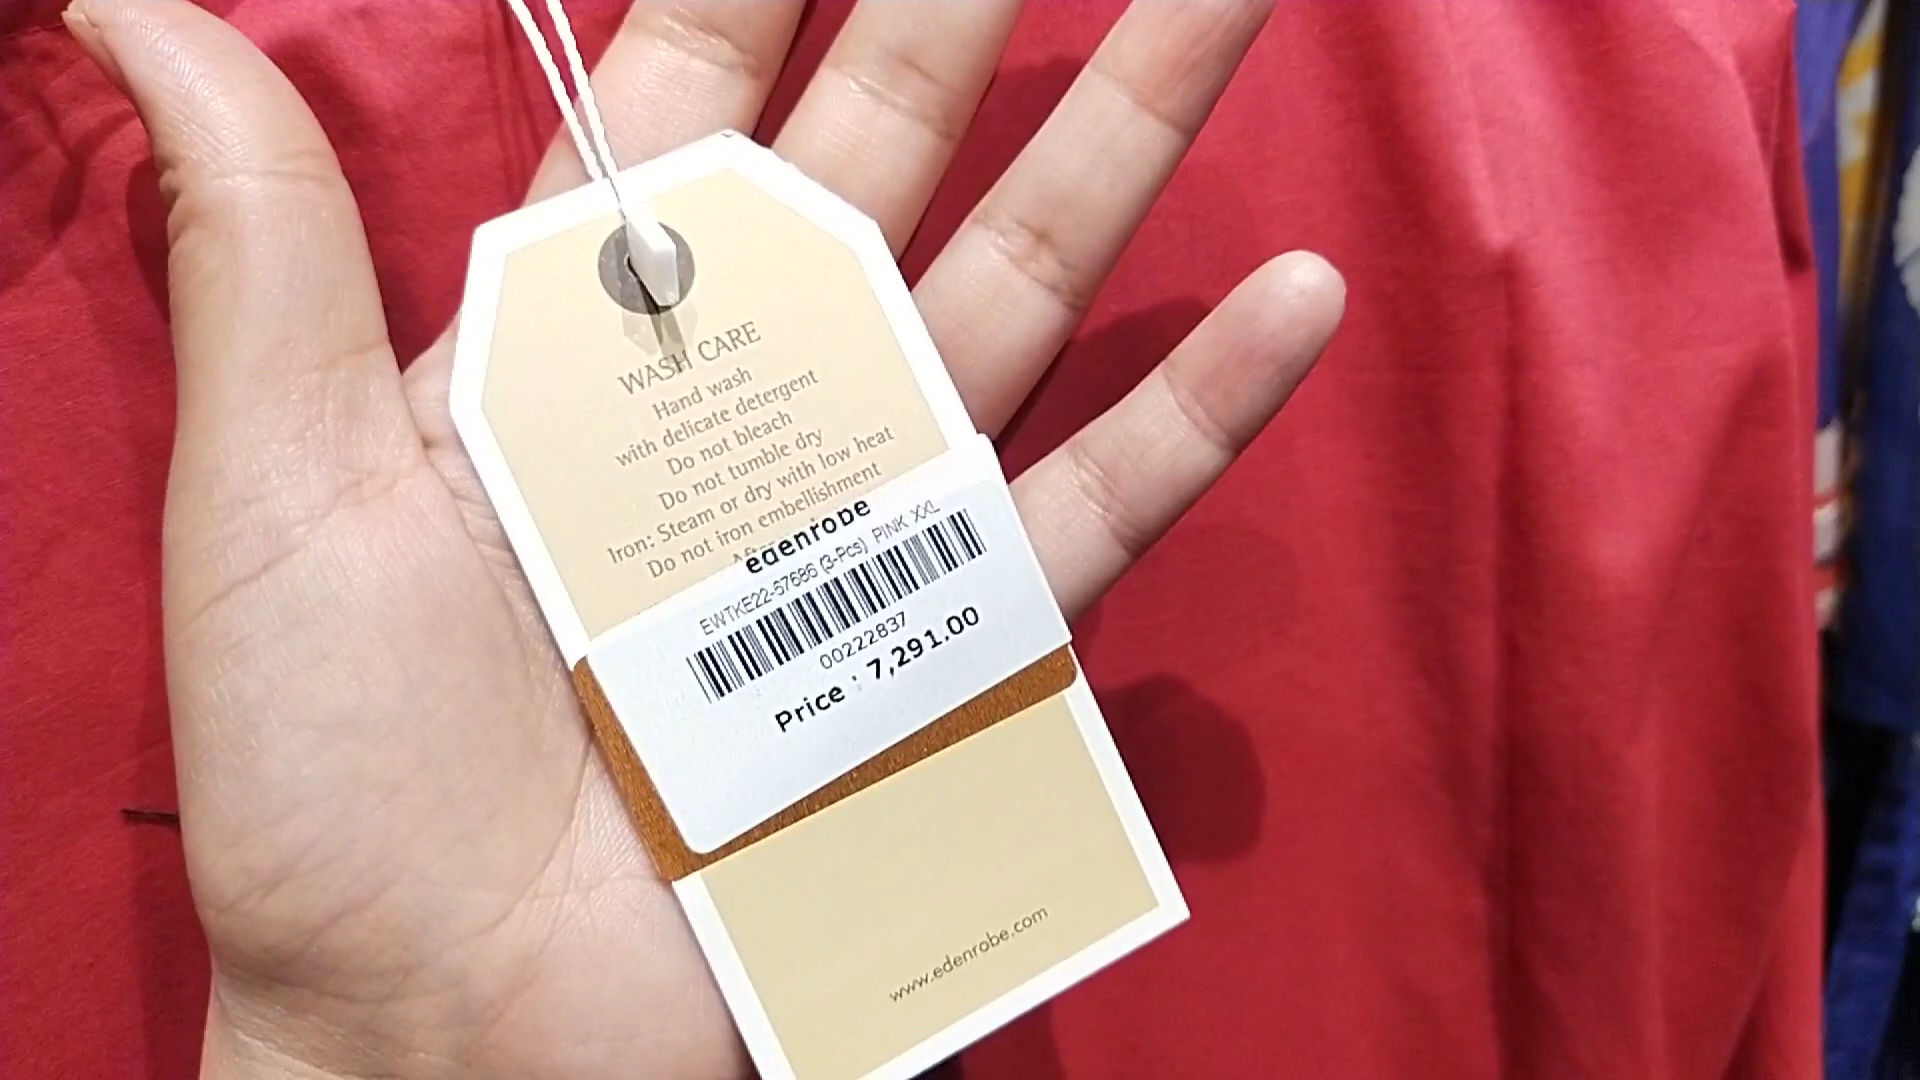 WASH CARE
Hand wash
with delicate detergent
Do not bleach
Do not tumble dry
Iron: Steam or dry with low heat
Do not iron embellishment
edenrobe
EWTKE22-67686 (3-Pcs) PINK XXL
00222837
Price : 7,291.00
www.edenrobe.com